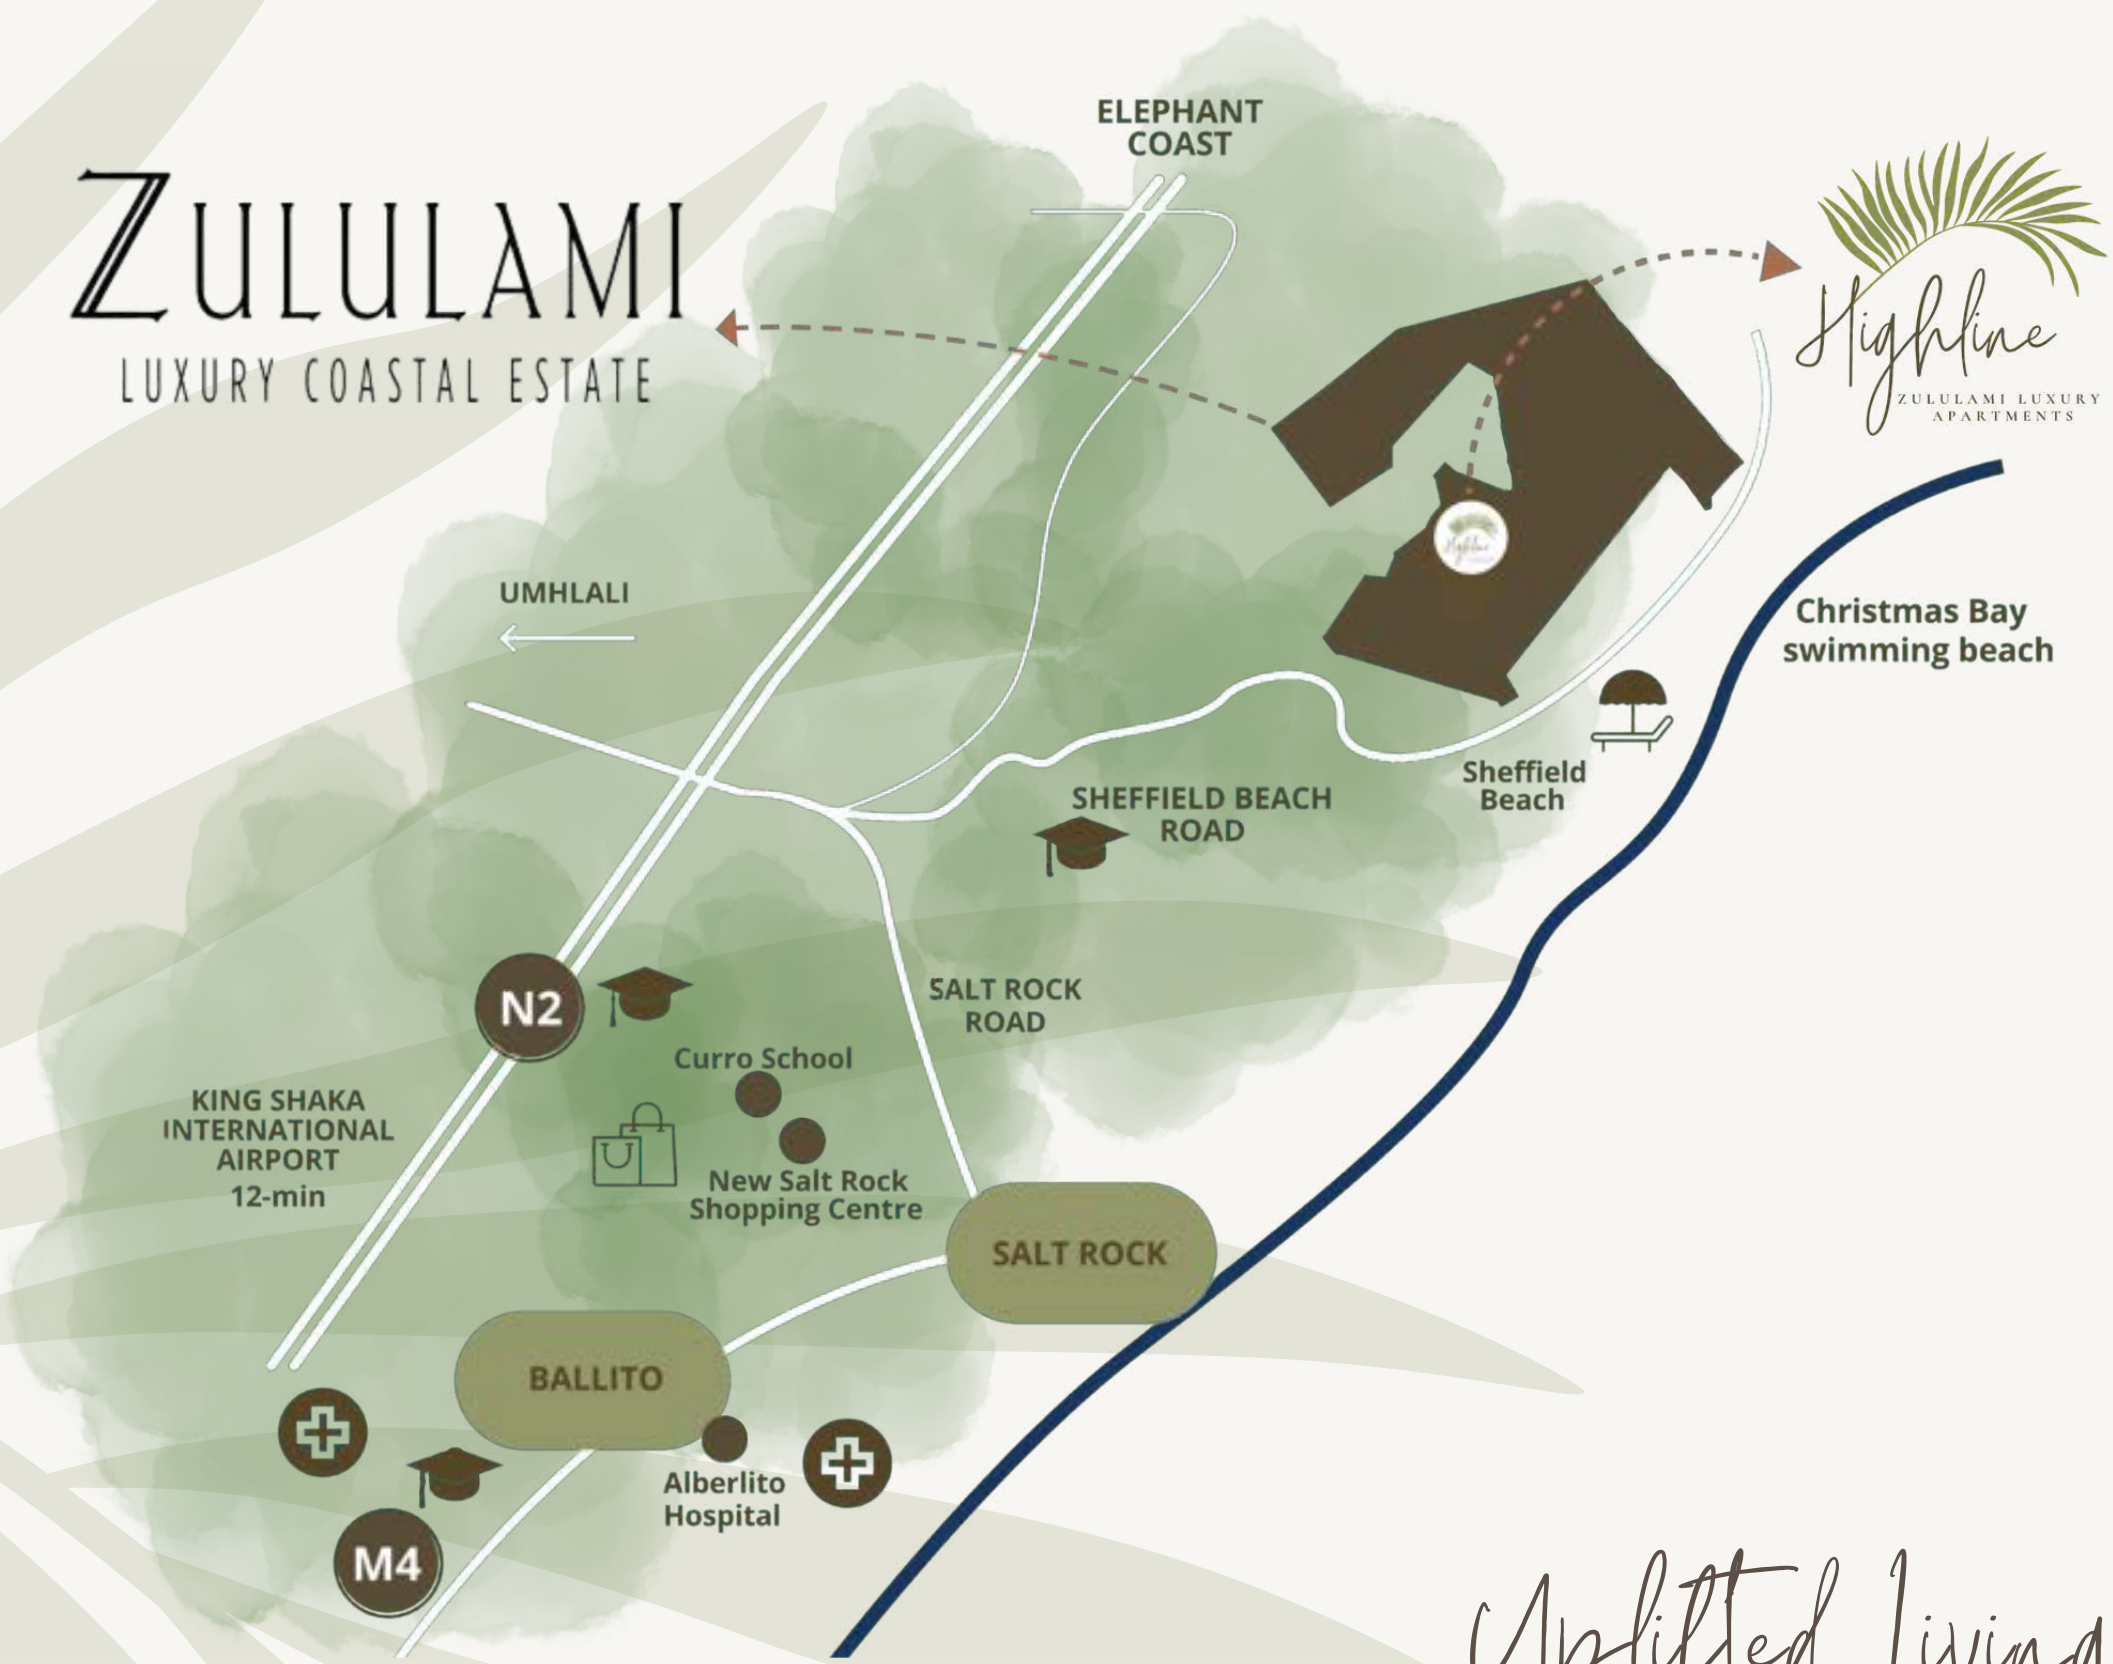 ELEPHANT
COAST
ZULULAMI
LUXURY COASTAL ESTATE
Highline
ZULULAMI LUXURY
APARTMENTS
UMHLALI
Christmas Bay
swimming beach
Sheffield
Beach
SHEFFIELD BEACH
ROAD
N2
SALT ROCK
ROAD
Curro School
KING SHAKA
INTERNATIONAL
AIRPORT
12-min
New Salt Rock
Shopping Centre
SALT ROCK
BALLITO
Alberlito
Hospital
M4
Uplifted Living